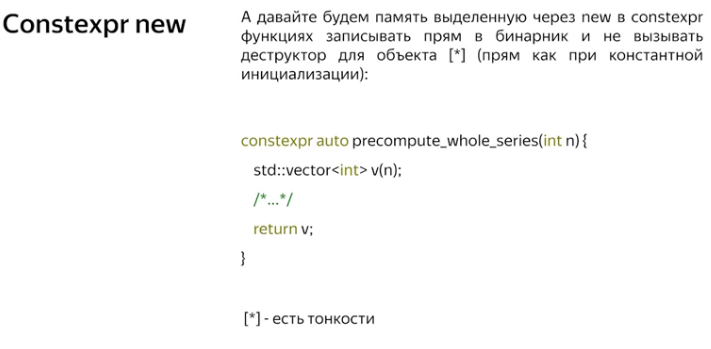 Constexpr new
А давайте будем память выделенную через new в constexpr
функциях записывать прям в бинарник и не вызывать
деструктор для объекта [*] (прям как при константной
инициализации):
constexpr auto precompute_whole_series(int n) {
std::vector<int> v(n);
/*...*/
return v;
}
[*] - есть тонкости